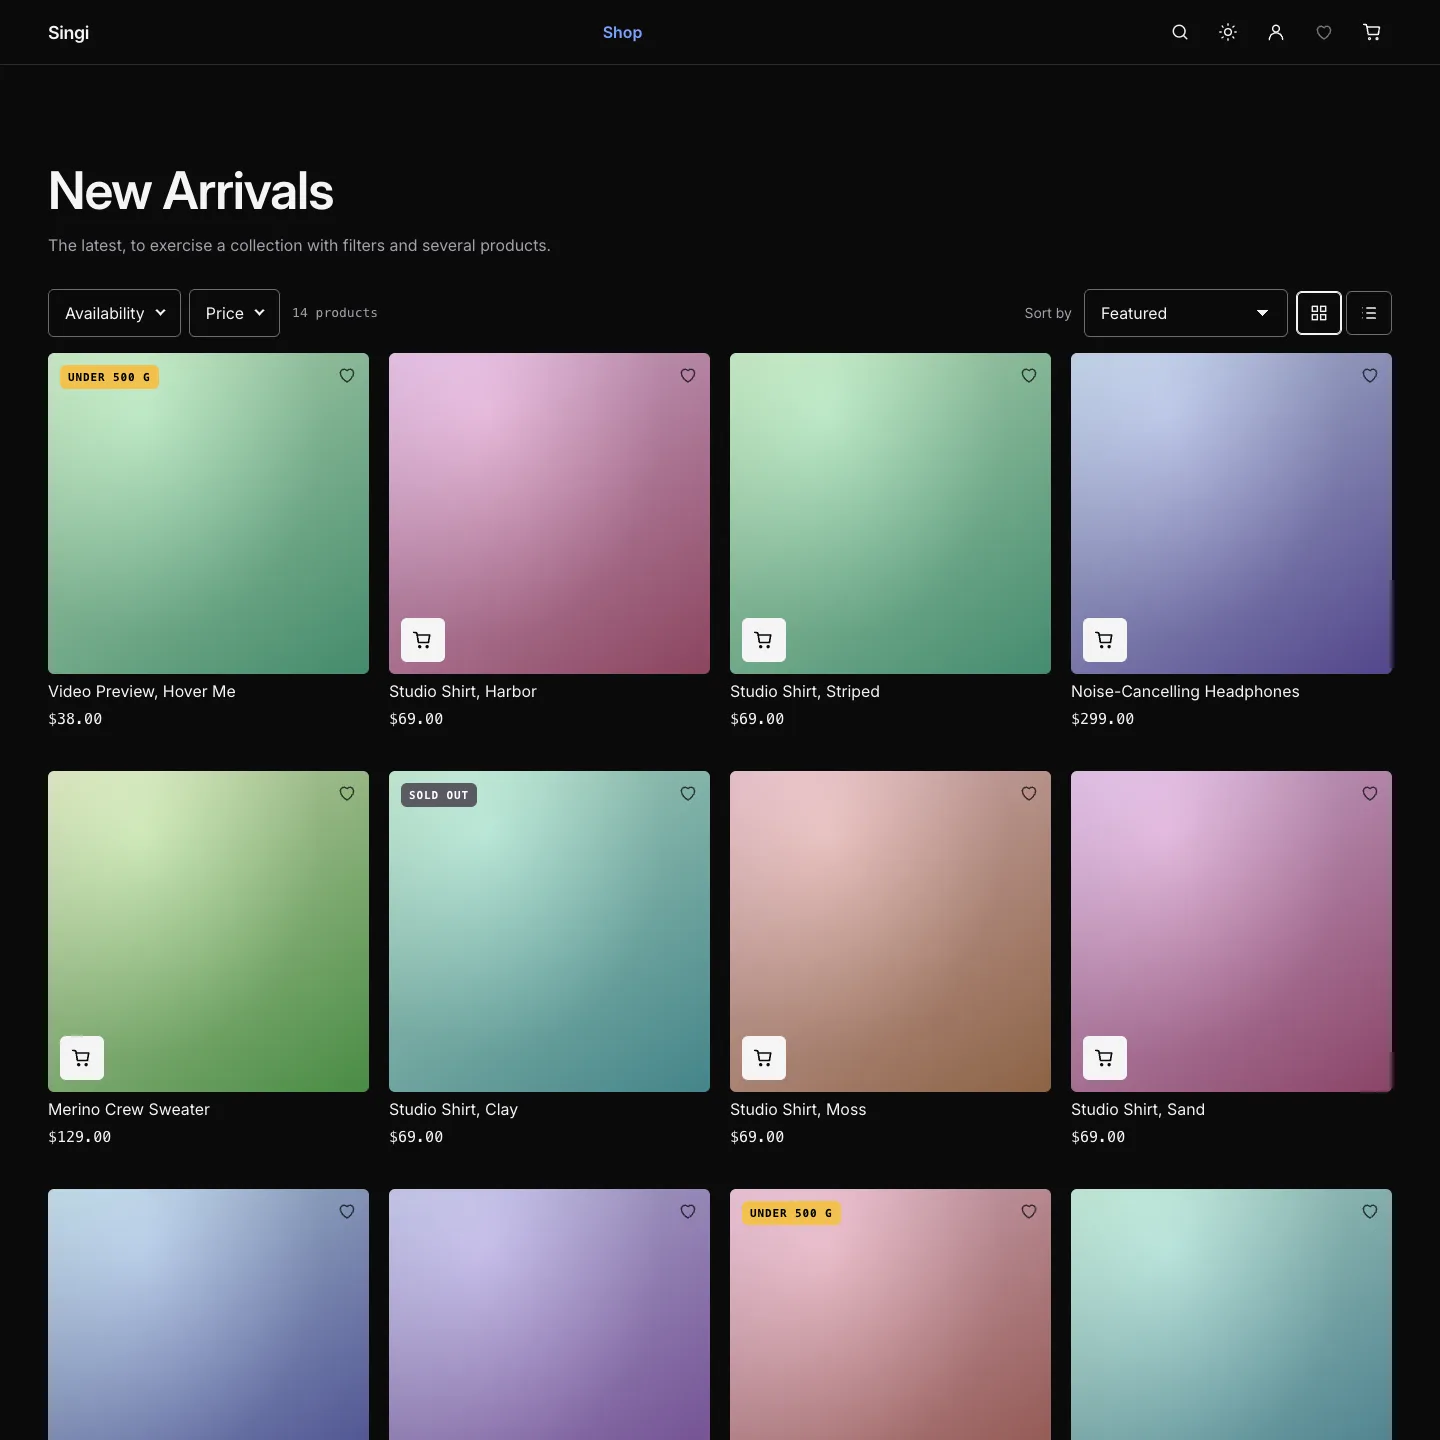 Singi
Shop
New Arrivals
The latest, to exercise a collection with filters and several products.
Availability
Price
14 products
Sort by
Featured
UNDER 500 G
Video Preview, Hover Me
$38.00
Studio Shirt, Harbor
$69.00
Studio Shirt, Striped
$69.00
Noise-Cancelling Headphones
$299.00
Merino Crew Sweater
$129.00
SOLD OUT
Studio Shirt, Clay
$69.00
Studio Shirt, Moss
$69.00
Studio Shirt, Sand
$69.00
UNDER 500 G